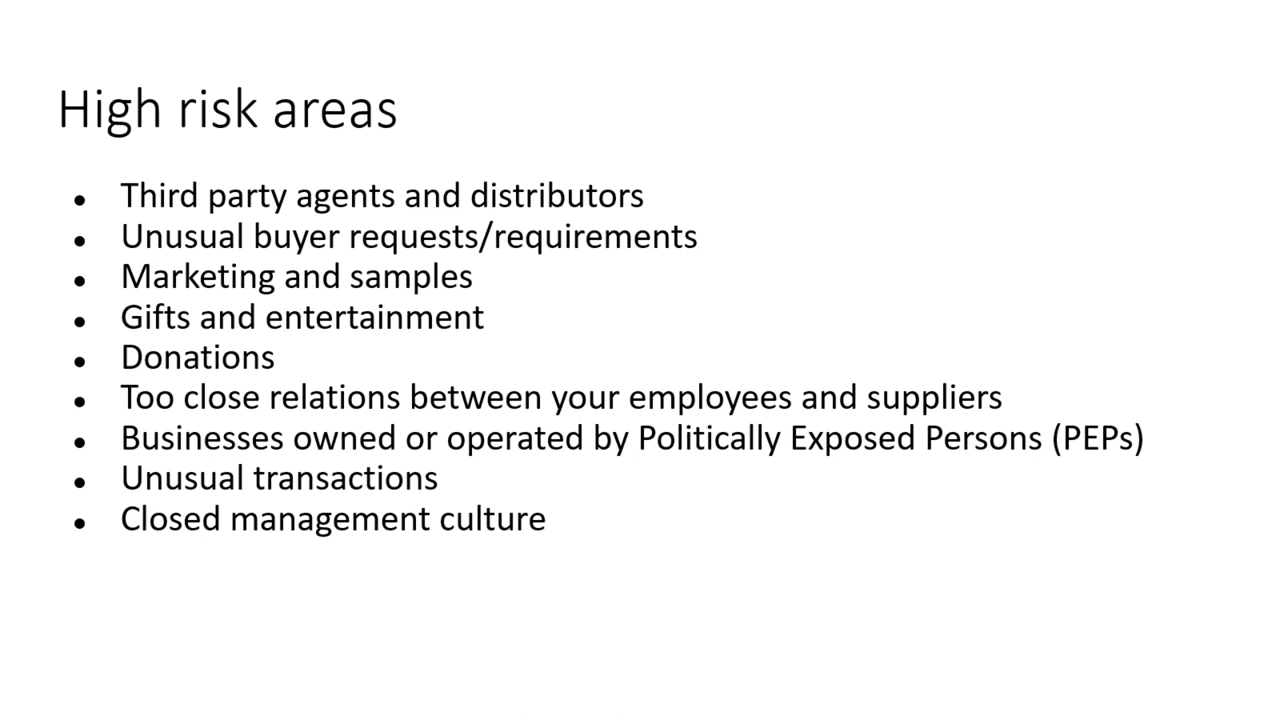 High risk areas
• Third party agents and distributors
• Unusual buyer requests/requirements
• Marketing and samples
• Gifts and entertainment
• Donations
• Too close relations between your employees and suppliers
• Businesses owned or operated by Politically Exposed Persons (PEPs)
• Unusual transactions
• Closed management culture